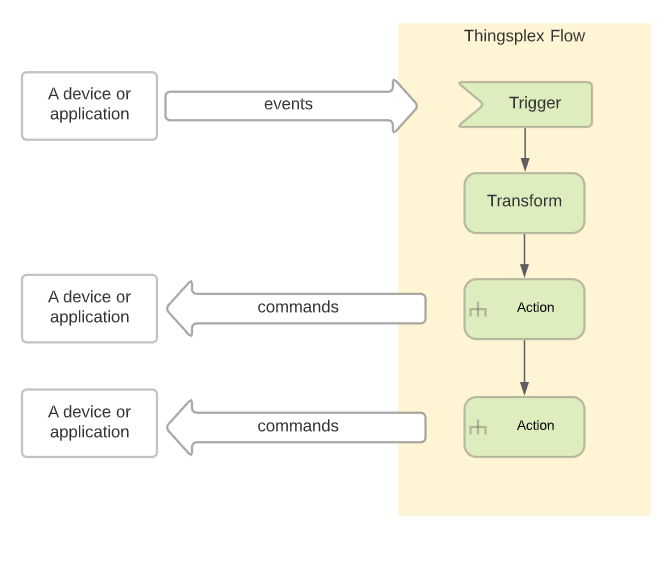 Thingsplex Flow
A device or
application
events
Trigger
Transform
A device or
application
commands
Action
A device or
application
commands
Action